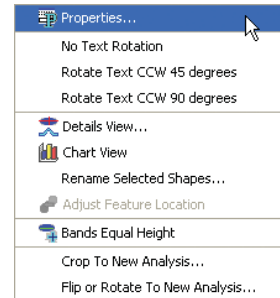 Properties...
No Text Rotation
Rotate Text CCW 45 degrees
Rotate Text CCW 90 degrees
Details View...
Chart View
Rename Selected Shapes...
Adjust Feature Location
Bands Equal Height
Crop To New Analysis...
Flip or Rotate To New Analysis...